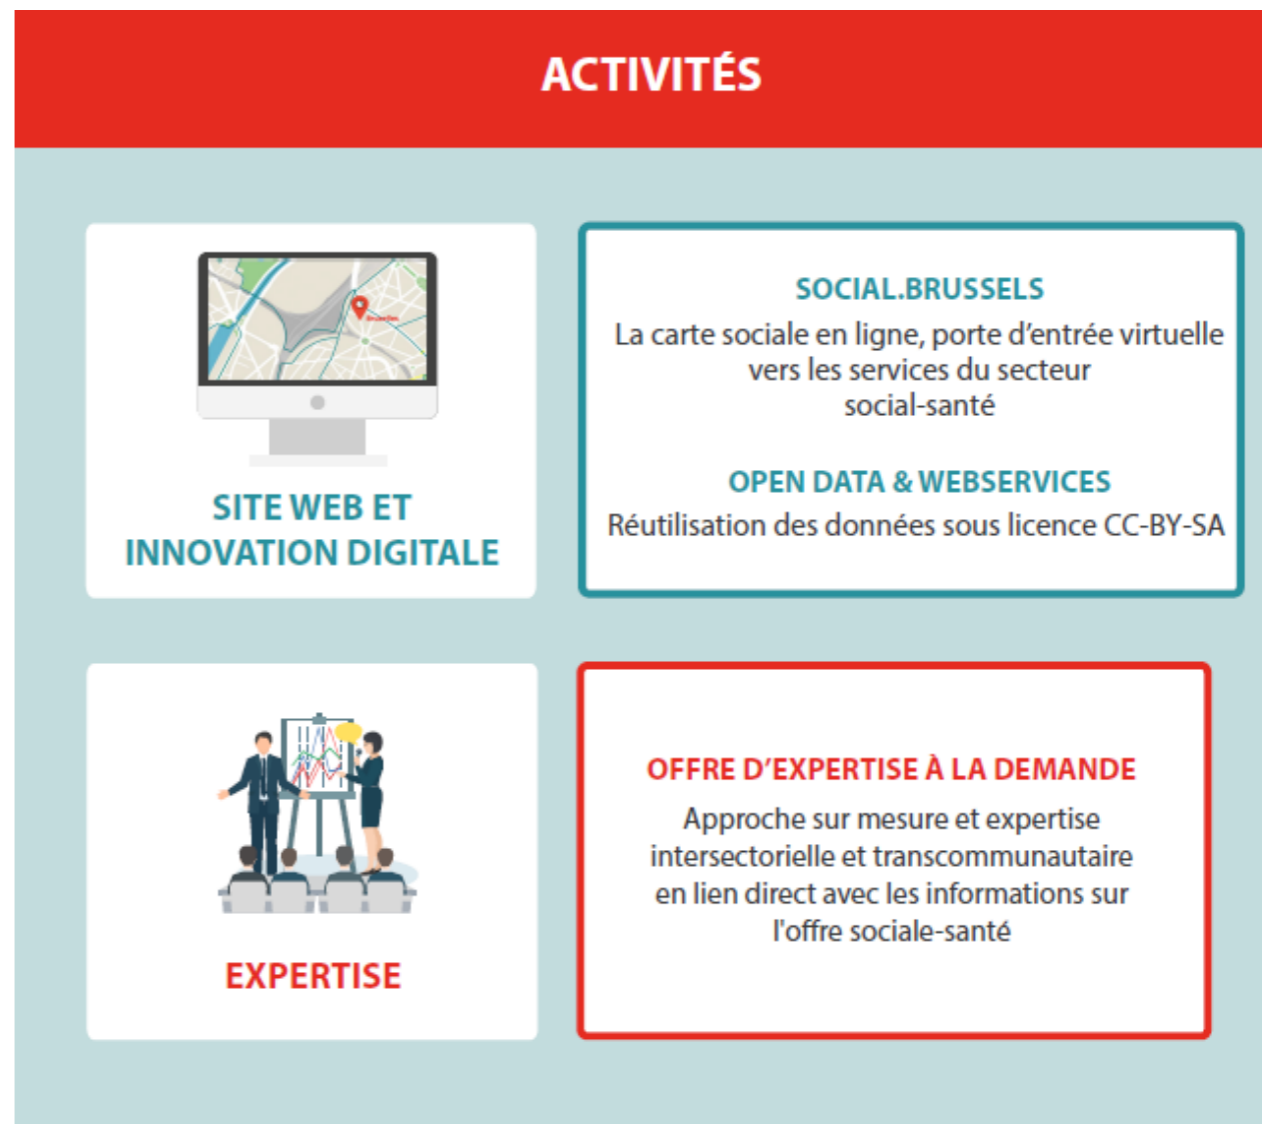 ACTIVITÉS
SITE WEB ET
INNOVATION DIGITALE
SOCIAL.BRUSSELS
La carte sociale en ligne, porte d’entrée virtuelle
vers les services du secteur
social-santé
OPEN DATA & WEBSERVICES
Réutilisation des données sous licence CC-BY-SA
EXPERTISE
OFFRE D’EXPERTISE À LA DEMANDE
Approche sur mesure et expertise
intersectorielle et transcommunautaire
en lien direct avec les informations sur
l'offre sociale-santé